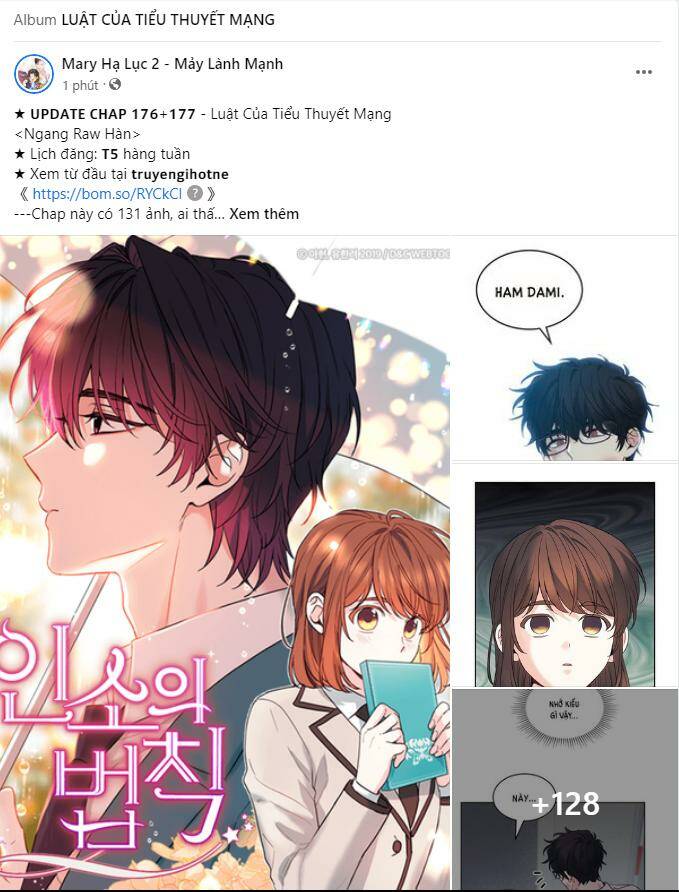 Album LUẬT CỦA TIỂU THUYẾT MẠNG
Mary Hạ Lục 2 - Mảy Lành Mạnh
1 phút ·
★ UPDATE CHAP 176+177 - Luật Của Tiểu Thuyết Mạng
<Ngang Raw Hàn>
★ Lịch đăng: T5 hàng tuần
★ Xem từ đầu tại truyengihotne
《 https://bom.so/RYCkCl ? 》
---Chap này có 131 ảnh, ai thấ... Xem thêm
2019 / D&C WEBTOO
HAM DAMI.
인소의
법칙
NHỚ KIỂU
GÌ VẬY...
NÀY...
+128